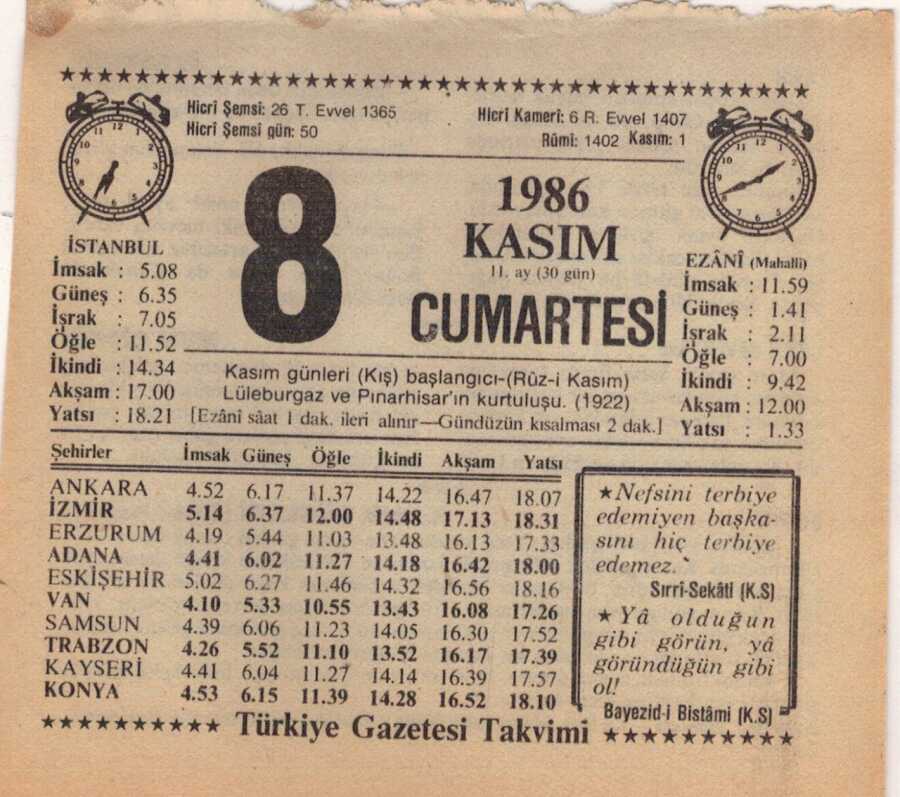 Hicrî Şemsî: 26 T. Evvel 1365
Hicrî Şemsî gün: 50
Hicrî Kamerî: 6 R. Evvel 1407
Rûmî: 1402 Kasım: 1
8
1986
KASIM
11. ay (30 gün)
CUMARTESİ
İSTANBUL
İmsak : 5.08
Güneş : 6.35
İşrak : 7.05
Öğle : 11.52
İkindi : 14.34
Akşam : 17.00
Yatsı : 18.21
EZÂNÎ (Mahallî)
İmsak : 11.59
Güneş : 1.41
İşrak : 2.11
Öğle : 7.00
İkindi : 9.42
Akşam : 12.00
Yatsı : 1.33
Kasım günleri (Kış) başlangıcı-(Rûz-i Kasım)
Lüleburgaz ve Pınarhisar'ın kurtuluşu. (1922)
[Ezânî sâat 1 dak. ileri alınır—Gündüzün kısalması 2 dak.]
Şehirler İmsak Güneş Öğle İkindi Akşam Yatsı
ANKARA 4.52 6.17 11.37 14.22 16.47 18.07
İZMİR 5.14 6.37 12.00 14.48 17.13 18.31
ERZURUM 4.19 5.44 11.03 13.48 16.13 17.33
ADANA 4.41 6.02 11.27 14.18 16.42 18.00
ESKİŞEHİR 5.02 6.27 11.46 14.32 16.56 18.16
VAN 4.10 5.33 10.55 13.43 16.08 17.26
SAMSUN 4.39 6.06 11.23 14.05 16.30 17.52
TRABZON 4.26 5.52 11.10 13.52 16.17 17.39
KAYSERİ 4.41 6.04 11.27 14.14 16.39 17.57
KONYA 4.53 6.15 11.39 14.28 16.52 18.10
★Nefsini terbiye
edemiyen başka-
sını hiç terbiye
edemez.
Sırrî-Sekâtî (K.S)
★Yâ olduğun
gibi görün, yâ
göründüğün gibi
ol!
Bayezid-i Bistâmi (K.S)
★★★★★★★★★★ Türkiye Gazetesi Takvimi ★★★★★★★★★★